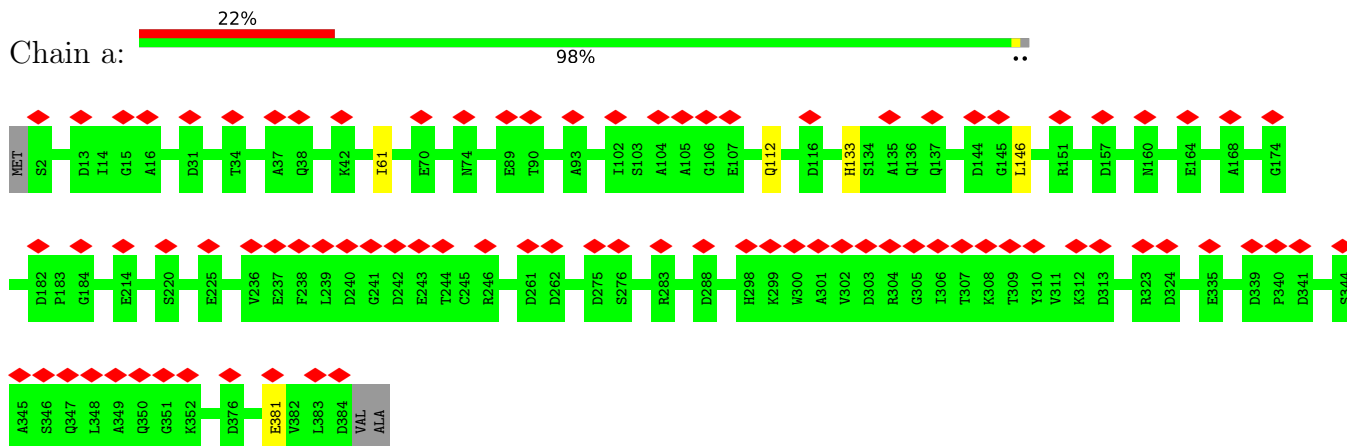 22%
Chain a:
98%
MET S2 D13 I14 G15 A16 D31 T34 A37 Q38 K42 I61 E70 N74 E89 T90 A93 I102 S103 A104 A105 G106 E107 Q112 D116 H133 S134 A135 Q136 Q137 D144 G145 L146 R151 D157 N160 E164 A168 G174
D182 P183 G184 E214 S220 E225 V236 E237 F238 L239 D240 G241 D242 E243 T244 C245 R246 D261 D262 D275 S276 R283 D288 H298 K299 W300 A301 V302 D303 R304 G305 I306 T307 K308 T309 Y310 V311 K312 D313 R323 D324 E335 D339 P340 D341 S344
A345 S346 Q347 L348 A349 Q350 G351 K352 D376 E381 V382 L383 D384 VAL ALA